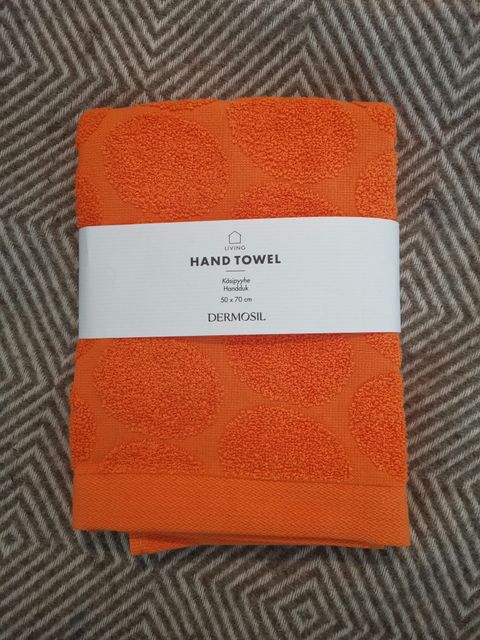 LIVING
HAND TOWEL
Käsipyyhe
Handduk
50 x 70 cm
DERMOSIL